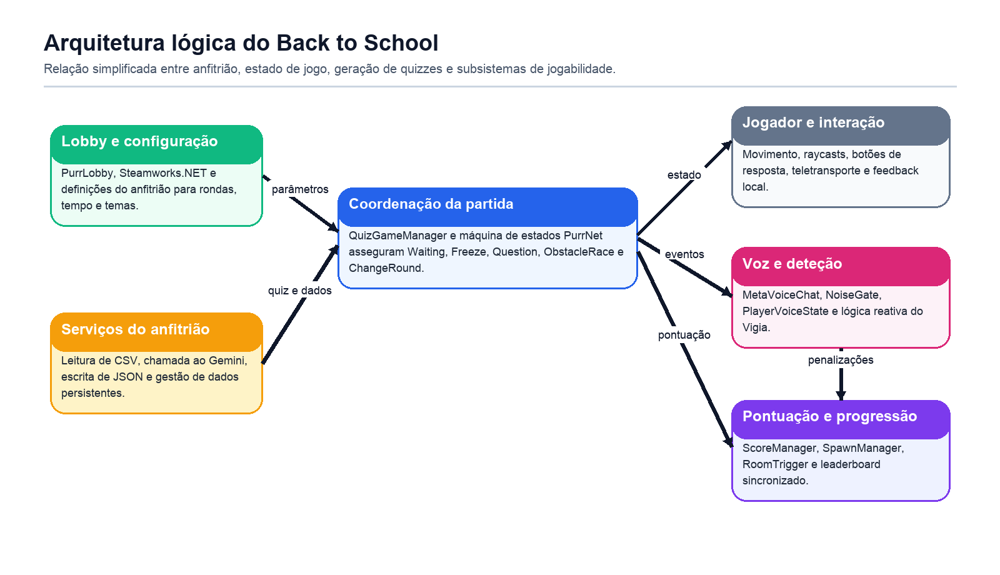 Arquitetura lógica do Back to School
Relação simplificada entre anfitrião, estado de jogo, geração de quizzes e subsistemas de jogabilidade.
Lobby e configuração
PurrLobby, Steamworks.NET e
definições do anfitrião para rondas,
tempo e temas.
parâmetros
Serviços do anfitrião
Leitura de CSV, chamada ao Gemini,
escrita de JSON e gestão de dados
persistentes.
quiz e dados
Coordenação da partida
QuizGameManager e máquina de estados PurrNet
asseguram Waiting, Freeze, Question, ObstacleRace e
ChangeRound.
estado
eventos
pontuação
Jogador e interação
Movimento, raycasts, botões de
resposta, teletransporte e feedback
local.
Voz e deteção
MetaVoiceChat, NoiseGate,
PlayerVoiceState e lógica reativa do
Vigia.
penalizações
Pontuação e progressão
ScoreManager, SpawnManager,
RoomTrigger e leaderboard
sincronizado.